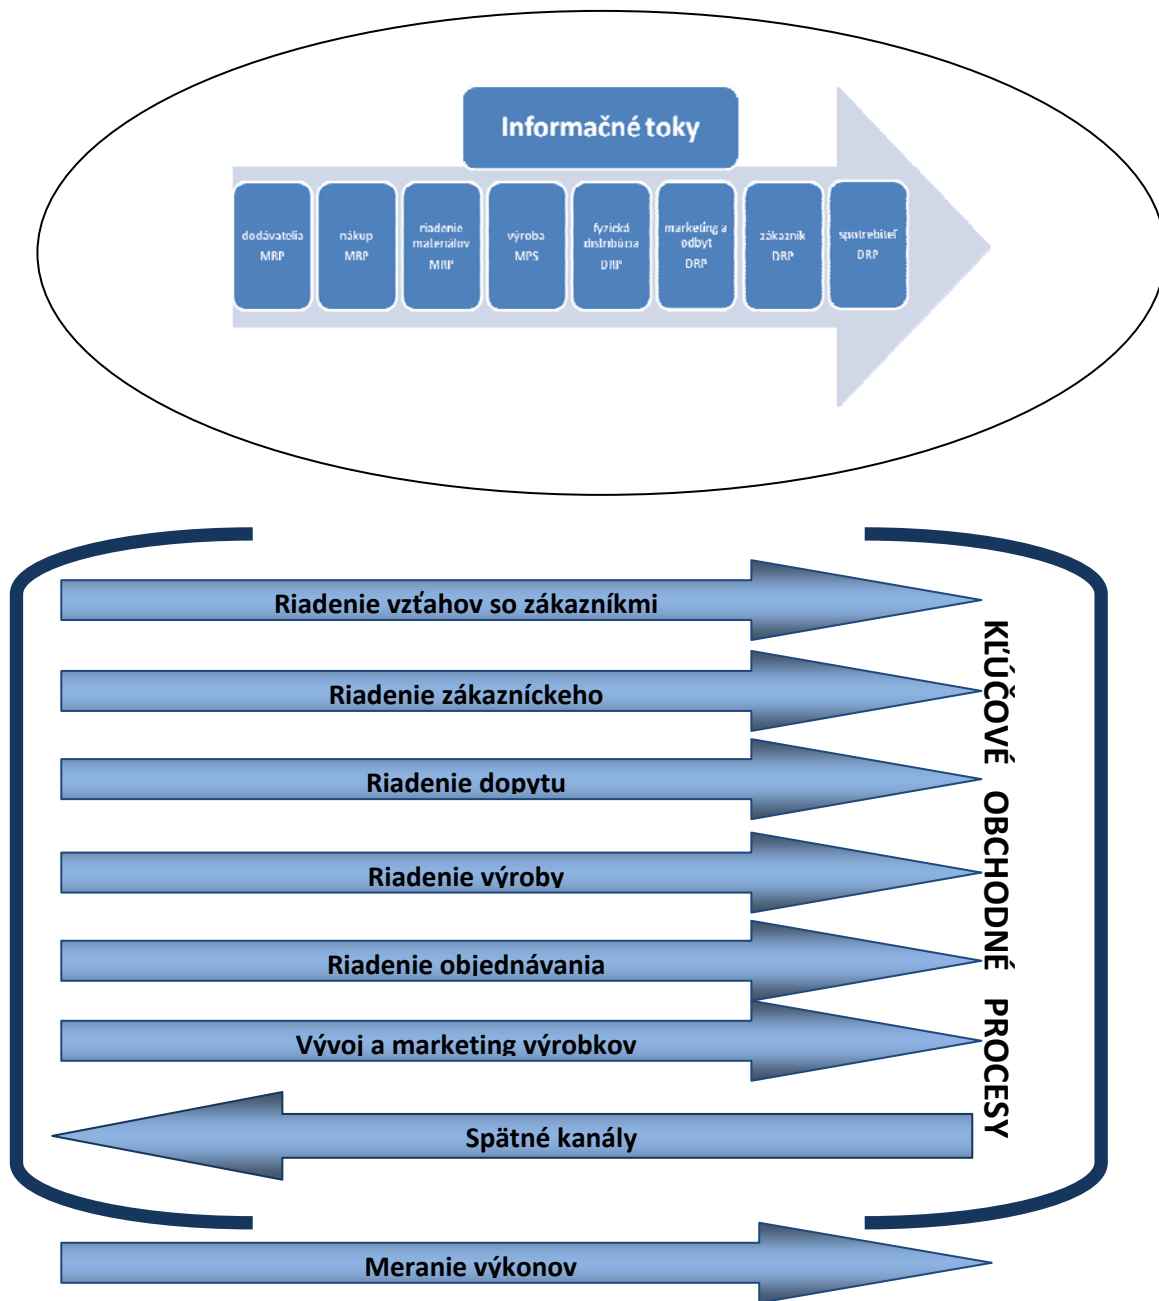 Informačné toky
dodávatelia
MRP
nákup
MRP
riadenie
materiálov
MRP
výroba
MPS
fyzická
distribúcia
DRP
marketing a
odbyt
DRP
zákazník
DRP
spotrebiteľ
DRP
Riadenie vzťahov so zákazníkmi
Riadenie zákazníckeho
Riadenie dopytu
Riadenie výroby
Riadenie objednávania
Vývoj a marketing výrobkov
Spätné kanály
KĽÚČOVÉ OBCHODNÉ PROCESY
Meranie výkonov